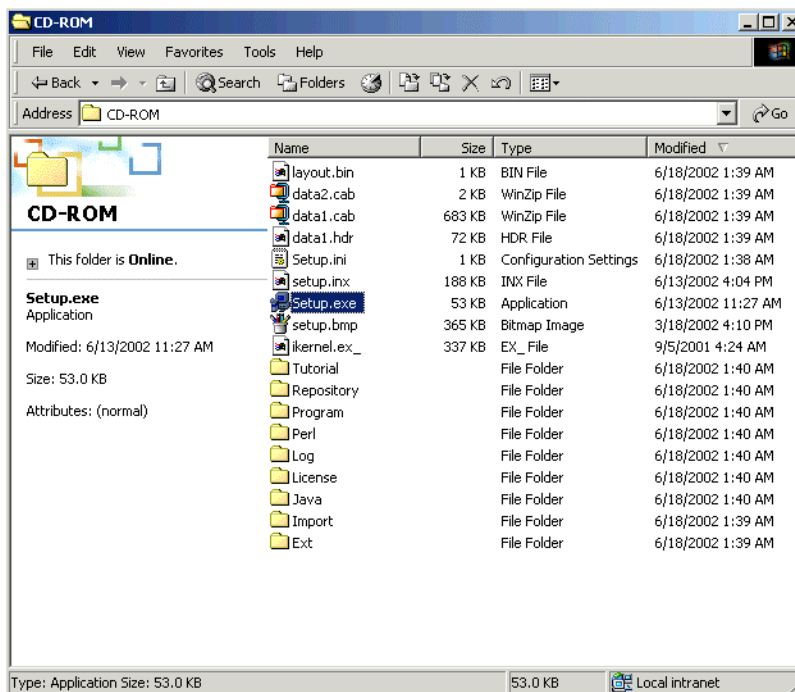 CD-ROM
File Edit View Favorites Tools Help
Back Search Folders
Address CD-ROM Go
Name Size Type Modified
layout.bin 1 KB BIN File 6/18/2002 1:39 AM
data2.cab 2 KB WinZip File 6/18/2002 1:39 AM
data1.cab 683 KB WinZip File 6/18/2002 1:39 AM
data1.hdr 72 KB HDR File 6/18/2002 1:39 AM
Setup.ini 1 KB Configuration Settings 6/18/2002 1:38 AM
setup.inx 188 KB INX File 6/13/2002 4:04 PM
Setup.exe 53 KB Application 6/13/2002 11:27 AM
setup.bmp 365 KB Bitmap Image 3/18/2002 4:10 PM
ikernel.ex_ 337 KB EX_ File 9/5/2001 4:24 AM
Tutorial File Folder 6/18/2002 1:40 AM
Repository File Folder 6/18/2002 1:40 AM
Program File Folder 6/18/2002 1:40 AM
Perl File Folder 6/18/2002 1:40 AM
Log File Folder 6/18/2002 1:40 AM
License File Folder 6/18/2002 1:40 AM
Java File Folder 6/18/2002 1:40 AM
Import File Folder 6/18/2002 1:39 AM
Ext File Folder 6/18/2002 1:39 AM
CD-ROM
This folder is Online.
Setup.exe
Application
Modified: 6/13/2002 11:27 AM
Size: 53.0 KB
Attributes: (normal)
Type: Application Size: 53.0 KB 53.0 KB Local intranet